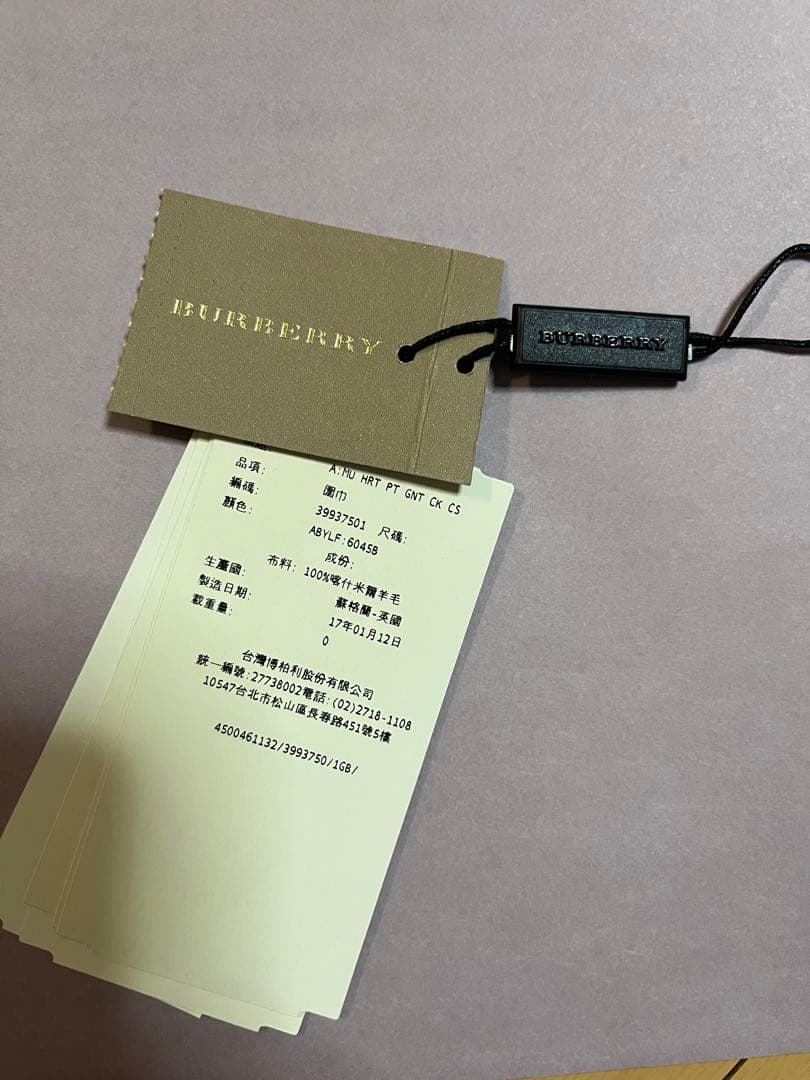 BURBERRY
BURBERRY
A:MU HRT PT GNT CK CS
品項: 圍巾
編碼: 39937501 尺碼:
顏色: ABYLF:6045B
成份:
布料: 100%喀什米爾羊毛
生產國: 蘇格蘭-英國
製造日期: 17年01月12日
載重量: 0
台灣博柏利股份有限公司
統一編號:27738002電話:(02)2718-1108
10547台北市松山區長春路451號5樓
4500461132/3993750/1GB/